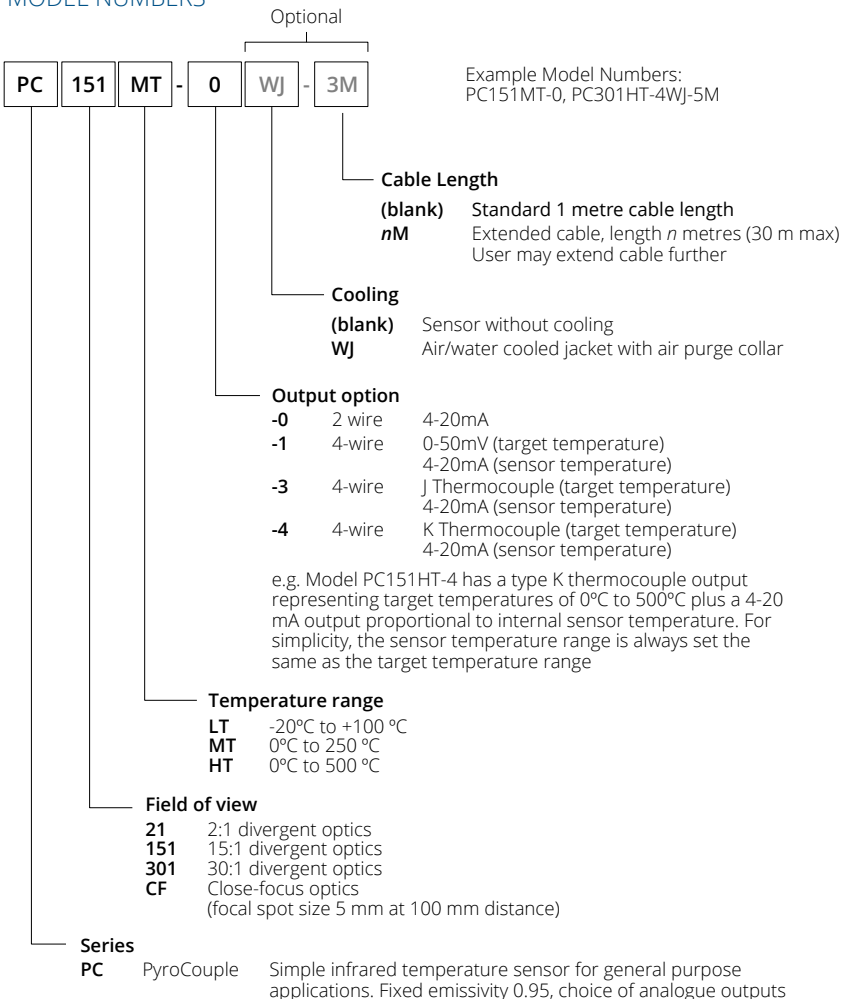 MODEL NUMBERS
Optional
PC 151 MT - 0 WJ - 3M
Example Model Numbers:
PC151MT-0, PC301HT-4WJ-5M
Cable Length
(blank) Standard 1 metre cable length
nM Extended cable, length n metres (30 m max)
User may extend cable further
Cooling
(blank) Sensor without cooling
WJ Air/water cooled jacket with air purge collar
Output option
-0 2 wire 4-20mA
-1 4-wire 0-50mV (target temperature)
4-20mA (sensor temperature)
-3 4-wire J Thermocouple (target temperature)
4-20mA (sensor temperature)
-4 4-wire K Thermocouple (target temperature)
4-20mA (sensor temperature)
e.g. Model PC151HT-4 has a type K thermocouple output
representing target temperatures of 0ºC to 500ºC plus a 4-20
mA output proportional to internal sensor temperature. For
simplicity, the sensor temperature range is always set the
same as the target temperature range
Temperature range
LT -20ºC to +100 ºC
MT 0ºC to 250 ºC
HT 0ºC to 500 ºC
Field of view
21 2:1 divergent optics
151 15:1 divergent optics
301 30:1 divergent optics
CF Close-focus optics
(focal spot size 5 mm at 100 mm distance)
Series
PC PyroCouple Simple infrared temperature sensor for general purpose
applications. Fixed emissivity 0.95, choice of analogue outputs